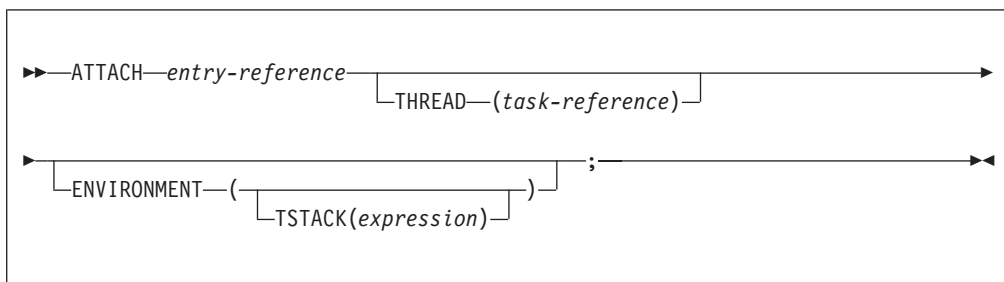 ATTACH entry-reference
THREAD (task-reference)
;
ENVIRONMENT ( )
TSTACK(expression)